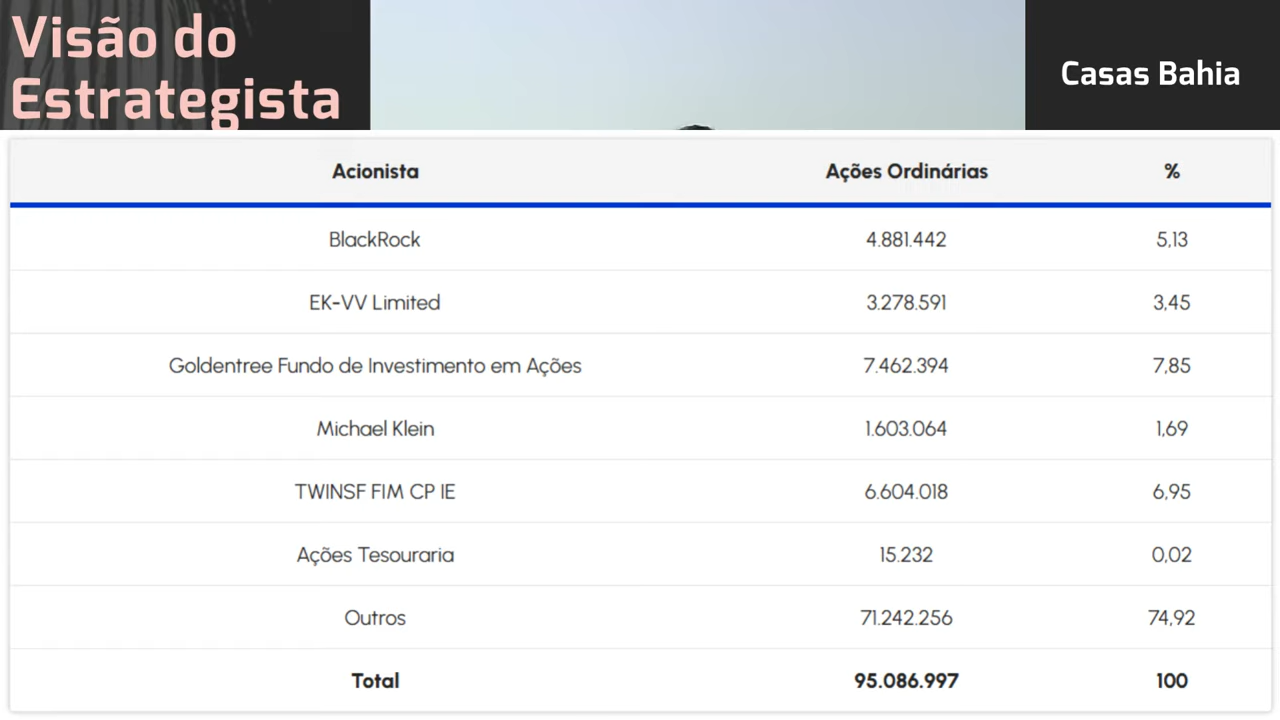 Visão do
Estrategista
Casas Bahia
Acionista Ações Ordinárias %
BlackRock 4.881.442 5,13
EK-VV Limited 3.278.591 3,45
Goldentree Fundo de Investimento em Ações 7.462.394 7,85
Michael Klein 1.603.064 1,69
TWINSF FIM CP IE 6.604.018 6,95
Ações Tesouraria 15.232 0,02
Outros 71.242.256 74,92
Total 95.086.997 100